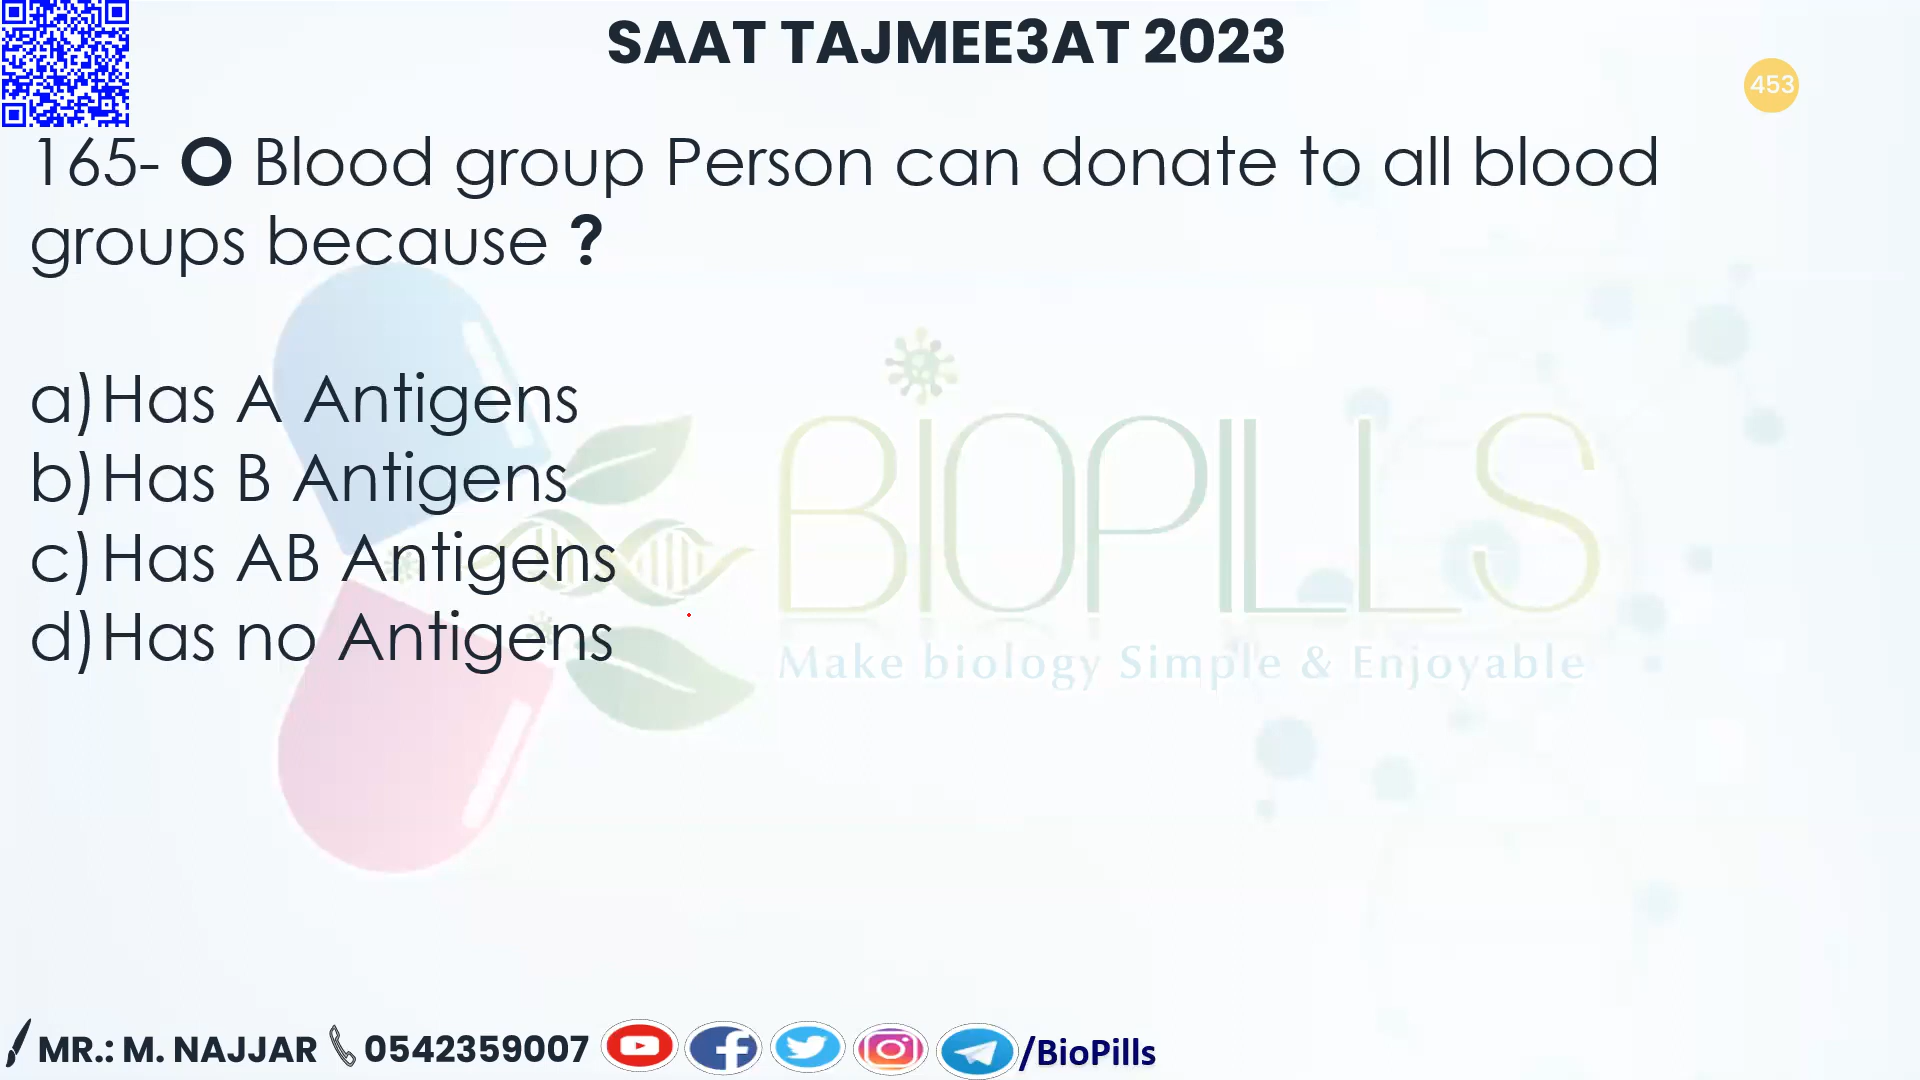 SAAT TAJMEE3AT 2023
453
165- O Blood group Person can donate to all blood
groups because ?
a) Has A Antigens
b) Has B Antigens
c) Has AB Antigens
d) Has no Antigens
BIOPILLS
Make biology Simple & Enjoyable
MR.: M. NAJJAR 0542359007 /BioPills